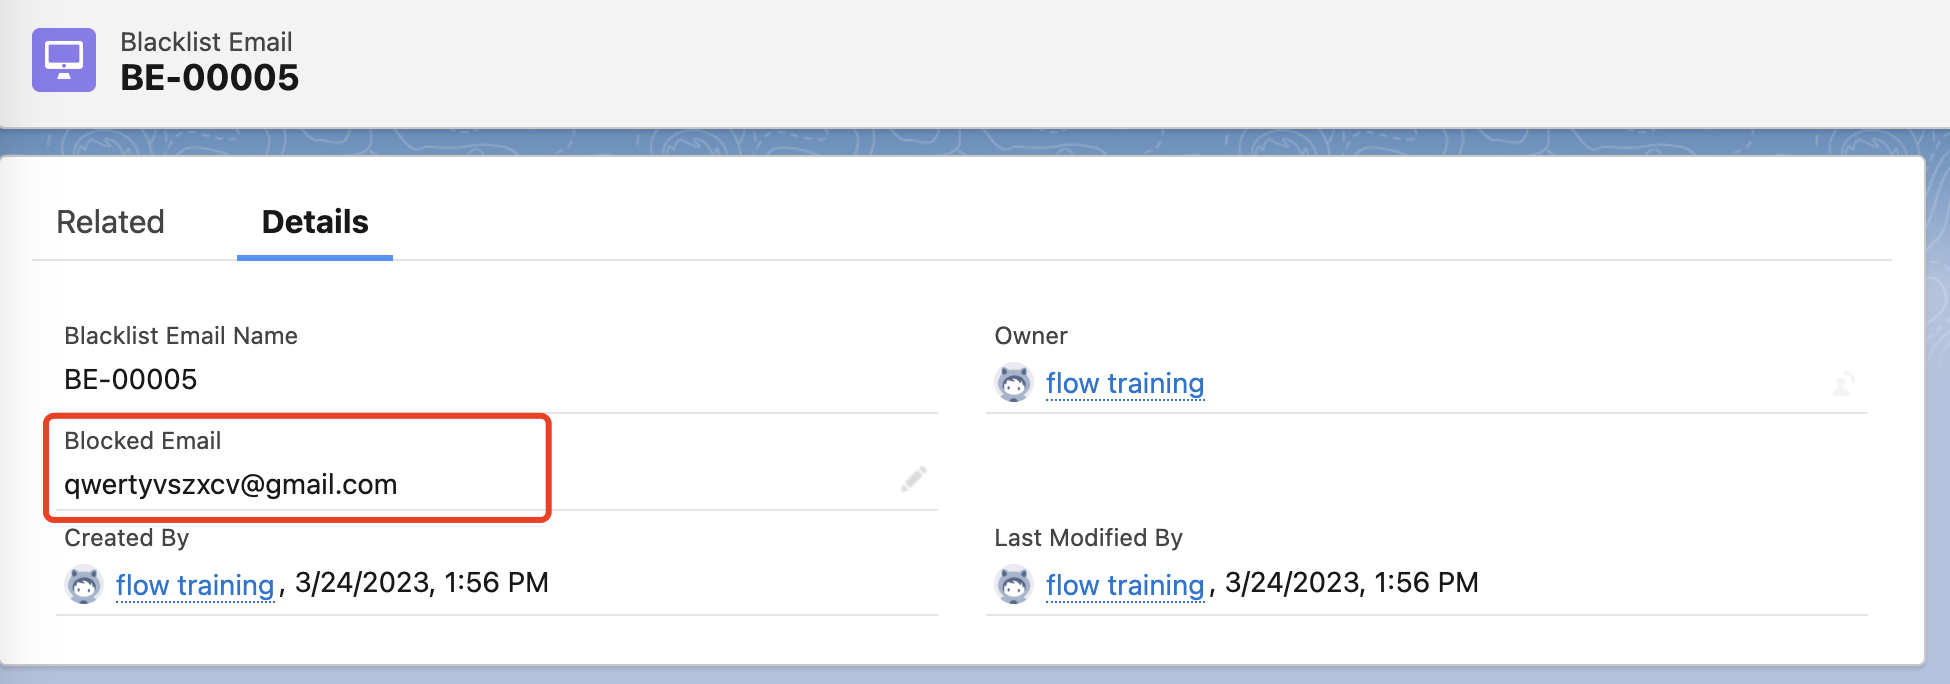 Blacklist Email
BE-00005
Related Details
Blacklist Email Name
BE-00005
Owner
flow training
Blocked Email
qwertyvszxcv@gmail.com
Created By
flow training, 3/24/2023, 1:56 PM
Last Modified By
flow training, 3/24/2023, 1:56 PM